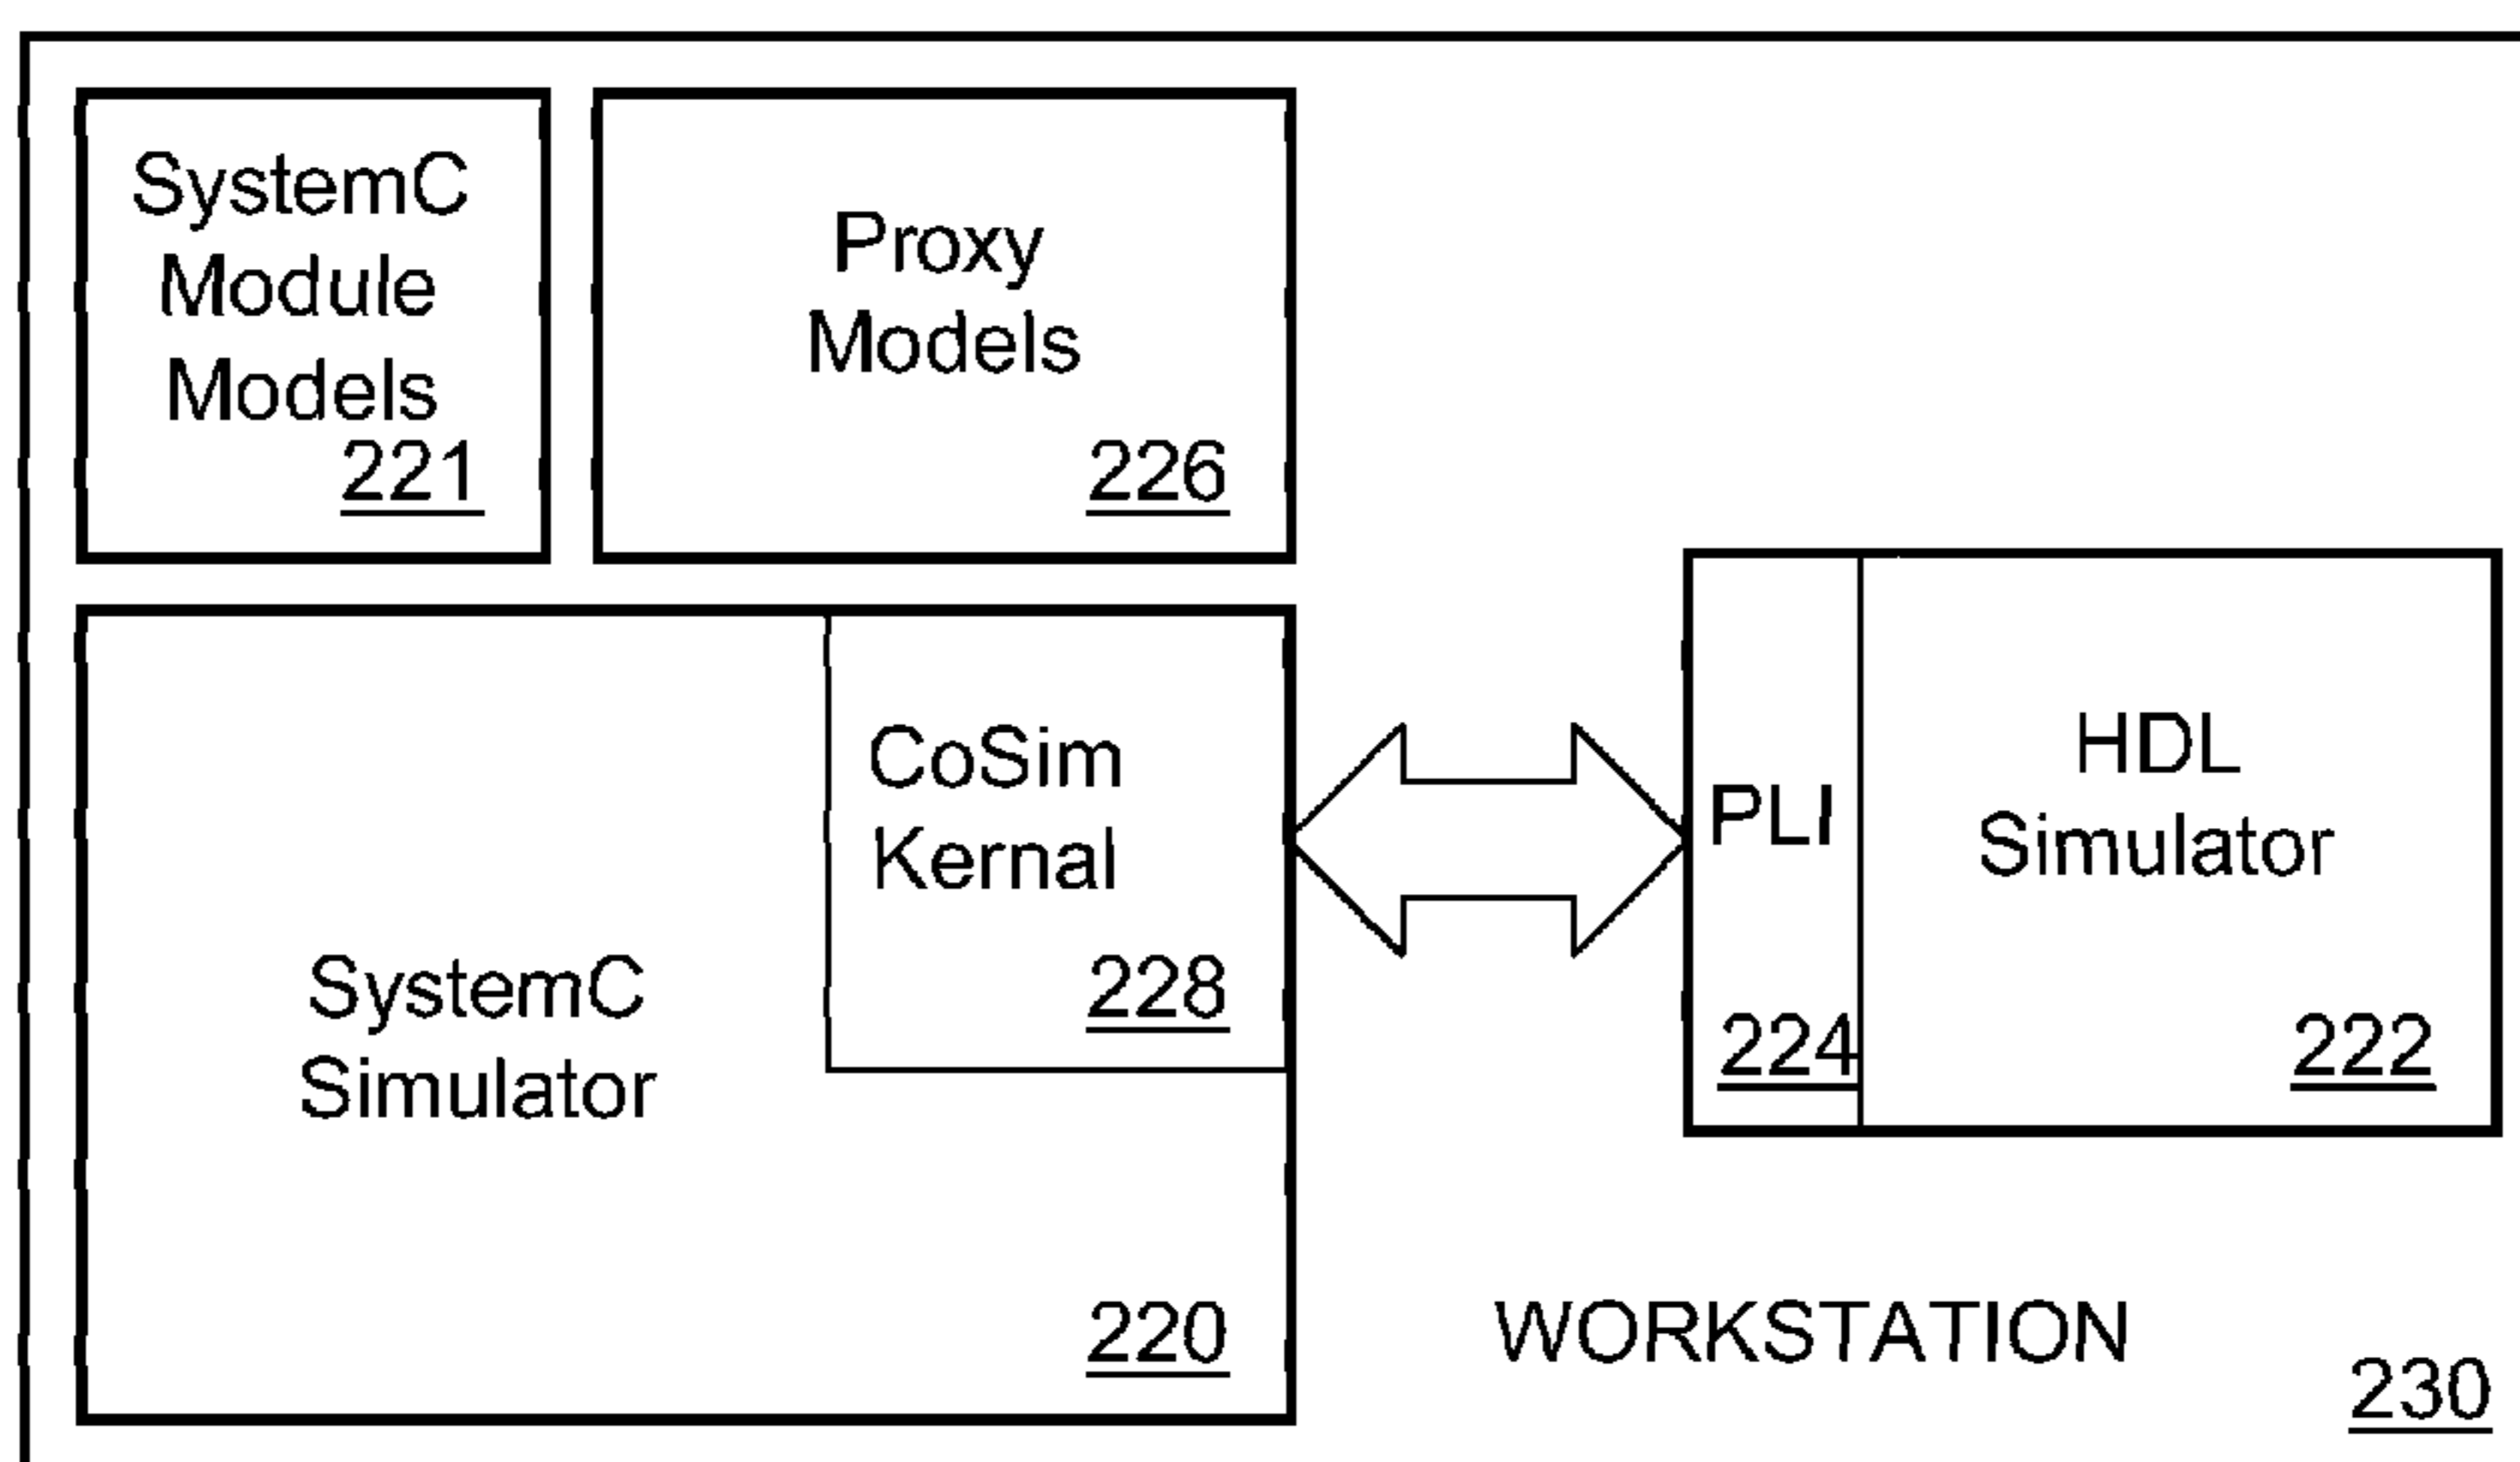 SystemC
Module
Models
221
Proxy
Models
226
SystemC
Simulator
220
CoSim
Kernal
228
PLI
224
HDL
Simulator
222
WORKSTATION
230